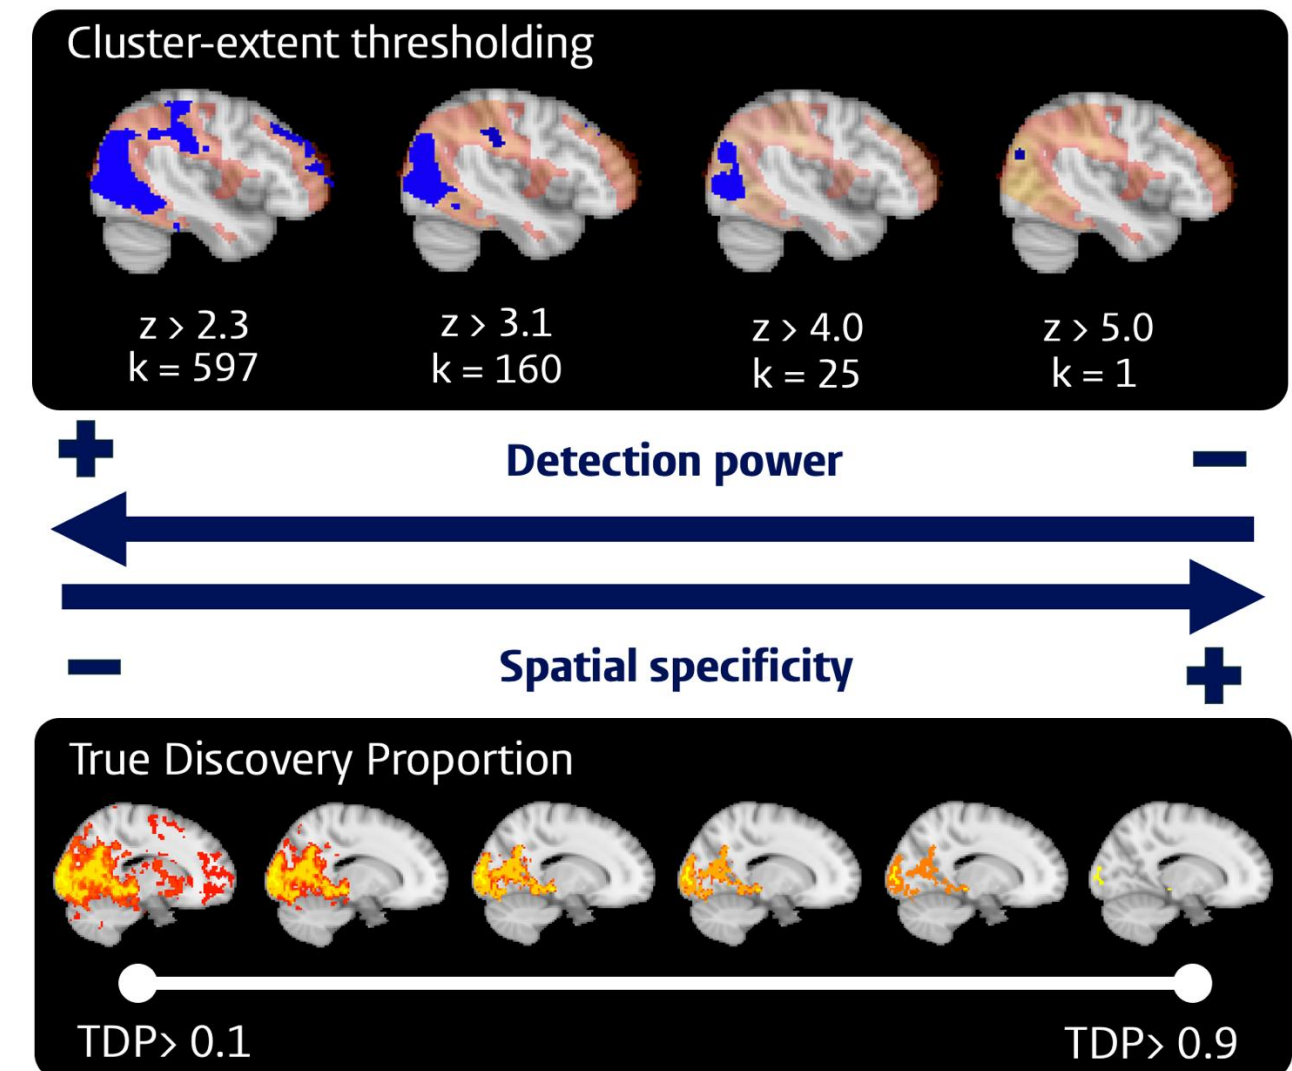 Cluster-extent thresholding
z > 2.3
k = 597
z > 3.1
k = 160
z > 4.0
k = 25
z > 5.0
k = 1
+
Detection power
−
−
Spatial specificity
+
True Discovery Proportion
TDP> 0.1
TDP> 0.9